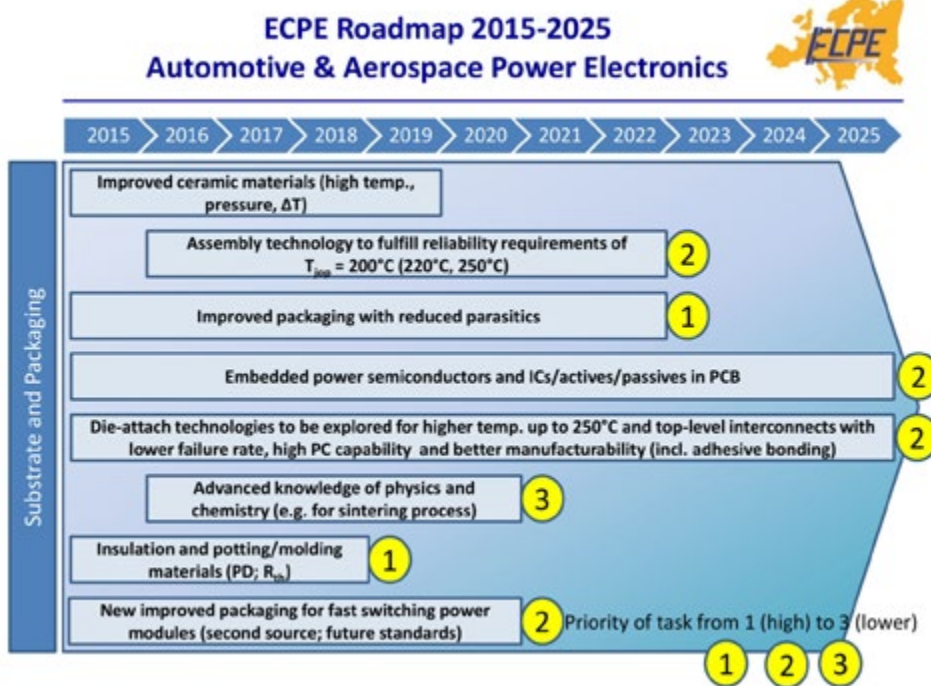 ECPE Roadmap 2015-2025
Automotive & Aerospace Power Electronics
ECPE
2015 2016 2017 2018 2019 2020 2021 2022 2023 2024 2025
Substrate and Packaging
Improved ceramic materials (high temp.,
pressure, ΔT)
Assembly technology to fulfill reliability requirements of
Tjop = 200°C (220°C, 250°C)
2
Improved packaging with reduced parasitics
1
Embedded power semiconductors and ICs/actives/passives in PCB
2
Die-attach technologies to be explored for higher temp. up to 250°C and top-level interconnects with
lower failure rate, high PC capability and better manufacturability (incl. adhesive bonding)
2
Advanced knowledge of physics and
chemistry (e.g. for sintering process)
3
Insulation and potting/molding
materials (PD; Rth)
1
New improved packaging for fast switching power
modules (second source; future standards)
2
Priority of task from 1 (high) to 3 (lower)
1 2 3